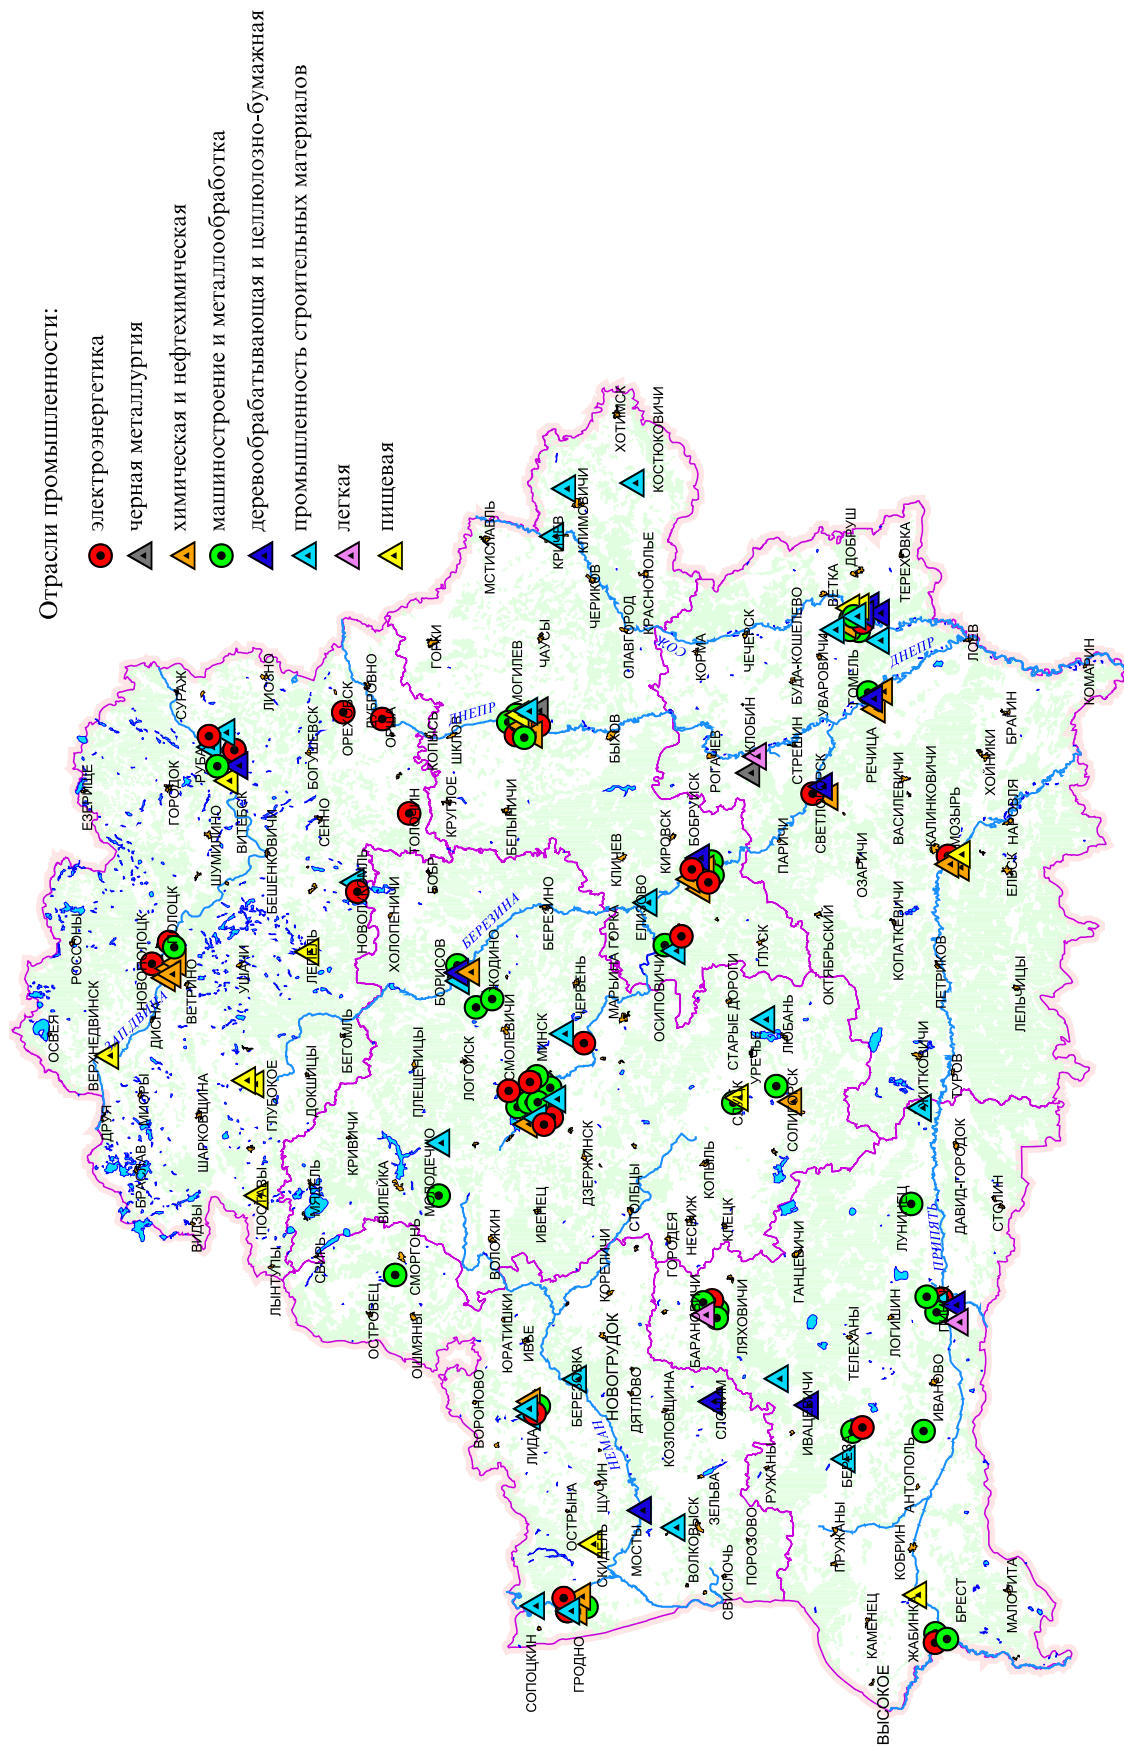 Отрасли промышленности:
электроэнергетика
черная металлургия
химическая и нефтехимическая
машиностроение и металлообработка
деревообрабатывающая и целлюлозно-бумажная
промышленность строительных материалов
легкая
пищевая
ОСВЕЯ
ЕЗЕРИЩЕ
РОССОНЫ
ВЕРХНЕДВИНСК
ДРУЯ
БРАСЛАВ
МИОРЫ
ДИСНА
НОВОПОЛОЦК
ЗАП.ДВИНА
ВЕТРИНО
ГОРОДОК
СУРАЖ
ШУМИЛИНО
ВИТЕБСК
ЛИОЗНО
ВИДЗЫ
ШАРКОВЩИНА
УШАЧИ
БЕШЕНКОВИЧИ
ПОСТАВЫ
ГЛУБОКОЕ
ЛЕПЕЛЬ
СЕННО
БОГУШЕВСК
ОРЕХОВСК
ДУБРОВНО
ОРША
ЛЫНТУПЫ
ДОКШИЦЫ
БЕГОМЛЬ
МЯДЕЛЬ
СВИРЬ
КРИВИЧИ
ХОЛОПЕНИЧИ
ТОЛОЧИН
КОПЫСЬ
ГОРКИ
БОБР
КРУГЛОЕ
ШКЛОВ
ДНЕПР
ОСТРОВЕЦ
ВИЛЕЙКА
ПЛЕЩЕНИЦЫ
БОРИСОВ
БЕРЕЗИНА
ОШМЯНЫ
СМОРГОНЬ
МОЛОДЕЧНО
ЛОГОЙСК
СМОЛЕВИЧИ
ЖОДИНО
БЕЛЫНИЧИ
МОГИЛЕВ
ЧАУСЫ
МСТИСЛАВЛЬ
ВОРОНОВО
ЮРАТИШКИ
ИВЬЕ
ВОЛОЖИН
ИВЕНЕЦ
МИНСК
БЕРЕЗИНО
КРИЧЕВ
КЛИМОВИЧИ
ХОТИМСК
КОСТЮКОВИЧИ
ЧЕРИКОВ
КРАСНОПОЛЬЕ
СОПОЦКИН
ГРОДНО
ОСТРЫНА
СКИДЕЛЬ
ЩУЧИН
ЛИДА
БЕРЕЗОВКА
НЕМАН
НОВОГРУДОК
КОРЕЛИЧИ
ДЗЕРЖИНСК
СТОЛБЦЫ
ЧЕРВЕНЬ
МАРЬИНА ГОРКА
КЛИЧЕВ
БЫХОВ
СОЖ
МОСТЫ
ДЯТЛОВО
КОЗЛОВЩИНА
ГОРОДЕЯ
НЕСВИЖ
КОПЫЛЬ
ЕЛИЗОВО
ОСИПОВИЧИ
КИРОВСК
БОБРУЙСК
РОГАЧЕВ
КОРМА
ЧЕЧЕРСК
ВОЛКОВЫСК
ЗЕЛЬВА
СЛОНИМ
БАРАНОВИЧИ
ЛЯХОВИЧИ
КЛЕЦК
СТАРЫЕ ДОРОГИ
УРЕЧЬЕ
ЛЮБАНЬ
ГЛУСК
ЖЛОБИН
СВИСЛОЧЬ
ПОРОЗОВО
РУЖАНЫ
ГАНЦЕВИЧИ
СОЛИГОРСК
ОКТЯБРЬСКИЙ
ПАРИЧИ
СТРЕШИН
БУДА-КОШЕЛЕВО
УВАРОВИЧИ
ВЕТКА
ДОБРУШ
ТЕРЕХОВКА
ГОМЕЛЬ
ПРУЖАНЫ
БЕРЕЗА
ИВАЦЕВИЧИ
ТЕЛЕХАНЫ
ЛОГИШИН
ЛУНИНЕЦ
ОЗАРИЧИ
РЕЧИЦА
ДНЕПР
ВАСИЛЕВИЧИ
КОПАТКЕВИЧИ
КАЛИНКОВИЧИ
КАМЕНЕЦ
ВЫСОКОЕ
ЖАБИНКА
КОБРИН
АНТОПОЛЬ
ИВАНОВО
ПРИПЯТЬ
ЖИТКОВИЧИ
ТУРОВ
ПЕТРИКОВ
МОЗЫРЬ
ХОЙНИКИ
БРАГИН
ЛОЕВ
БРЕСТ
МАЛОРИТА
ДАВИД-ГОРОДОК
СТОЛИН
ЛЕЛЬЧИЦЫ
ЕЛЬСК
НАРОВЛЯ
КОМАРИН